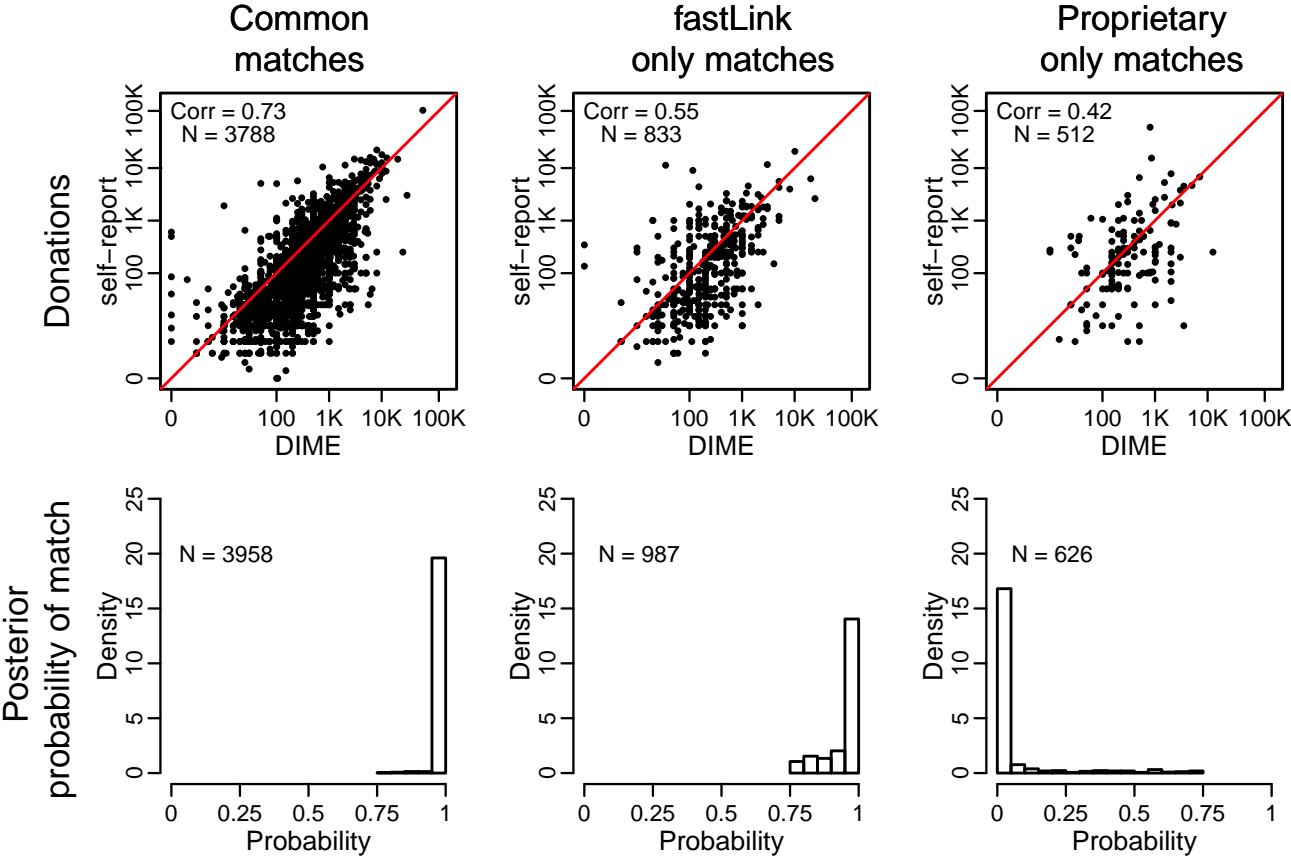 Common
matches
fastLink
only matches
Proprietary
only matches
Donations
self−report
0
100
1K
10K
100K
Corr = 0.73
N = 3788
0
100
1K
10K
100K
DIME
self−report
0
100
1K
10K
100K
Corr = 0.55
N = 833
0
100
1K
10K
100K
DIME
self−report
0
100
1K
10K
100K
Corr = 0.42
N = 512
0
100
1K
10K
100K
DIME
Posterior
probability of match
Density
0
5
10
15
20
25
N = 3958
0
0.25
0.5
0.75
1
Probability
Density
0
5
10
15
20
25
N = 987
0
0.25
0.5
0.75
1
Probability
Density
0
5
10
15
20
25
N = 626
0
0.25
0.5
0.75
1
Probability